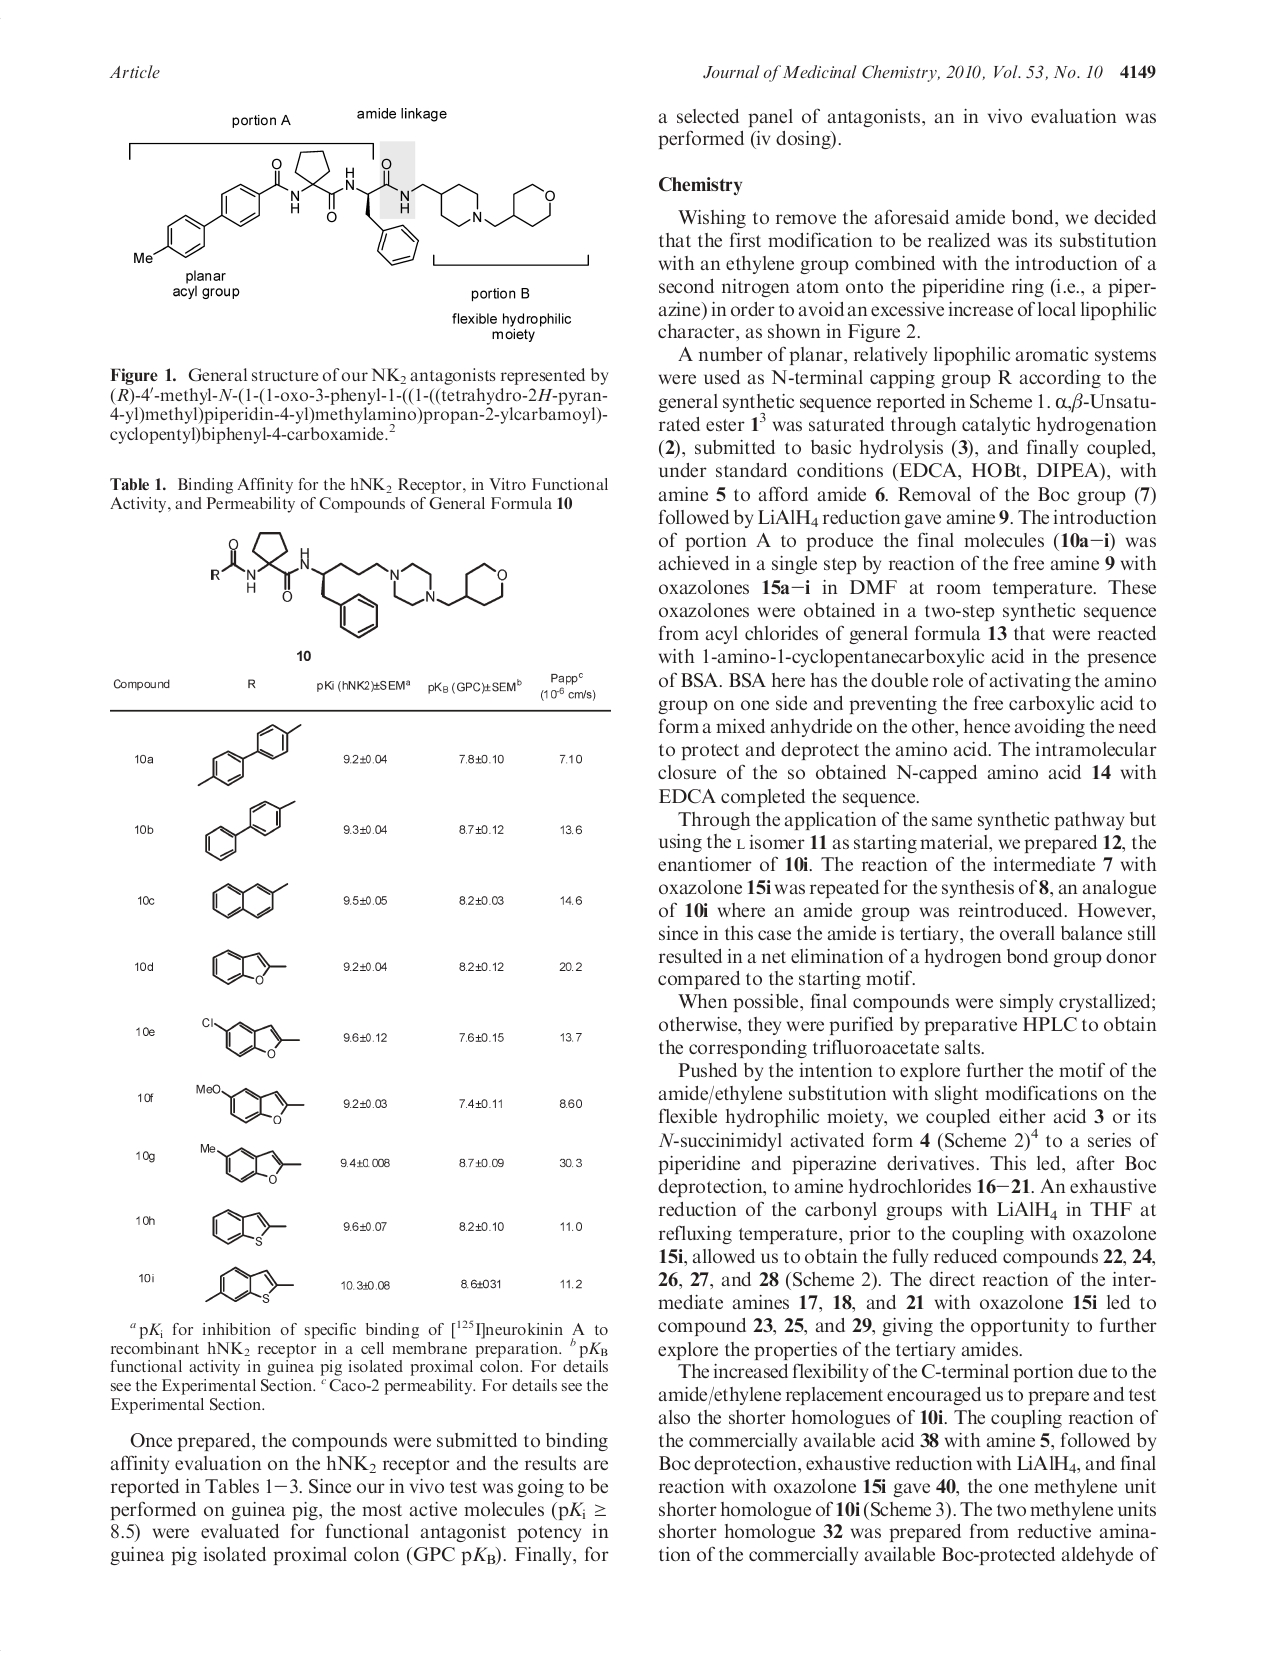 Article
Journal of Medicinal Chemistry, 2010, Vol. 53, No. 10 4149
portion A
amide linkage
O
H
N
O
N
H
O
N
H
N
O
Me
planar
acyl group
portion B
flexible hydrophilic
moiety
Figure 1. General structure of our NK2 antagonists represented by
(R)-4′-methyl-N-(1-(1-oxo-3-phenyl-1-((1-((tetrahydro-2H-pyran-
4-yl)methyl)piperidin-4-yl)methylamino)propan-2-ylcarbamoyl)-
cyclopentyl)biphenyl-4-carboxamide.2
Table 1. Binding Affinity for the hNK2 Receptor, in Vitro Functional
Activity, and Permeability of Compounds of General Formula 10
O
R
N
H
O
H
N
N
N
O
10
Compound R pKi (hNK2)±SEMa pKB (GPC)±SEMb Pappc
(10-6 cm/s)
10a 9.2±0.04 7.8±0.10 7.10
10b 9.3±0.04 8.7±0.12 13.6
10c 9.5±0.05 8.2±0.03 14.6
10d O 9.2±0.04 8.2±0.12 20.2
10e Cl O 9.6±0.12 7.6±0.15 13.7
10f MeO O 9.2±0.03 7.4±0.11 8.60
10g Me O 9.4±0.008 8.7±0.09 30.3
10h S 9.6±0.07 8.2±0.10 11.0
10i S 10.3±0.08 8.6±031 11.2
a pKi for inhibition of specific binding of [125I]neurokinin A to
recombinant hNK2 receptor in a cell membrane preparation. b pKB
functional activity in guinea pig isolated proximal colon. For details
see the Experimental Section. c Caco-2 permeability. For details see the
Experimental Section.
Once prepared, the compounds were submitted to binding
affinity evaluation on the hNK2 receptor and the results are
reported in Tables 1−3. Since our in vivo test was going to be
performed on guinea pig, the most active molecules (pKi ≥
8.5) were evaluated for functional antagonist potency in
guinea pig isolated proximal colon (GPC pKB). Finally, for
a selected panel of antagonists, an in vivo evaluation was
performed (iv dosing).
Chemistry
Wishing to remove the aforesaid amide bond, we decided
that the first modification to be realized was its substitution
with an ethylene group combined with the introduction of a
second nitrogen atom onto the piperidine ring (i.e., a piper-
azine) in order to avoid an excessive increase of local lipophilic
character, as shown in Figure 2.
A number of planar, relatively lipophilic aromatic systems
were used as N-terminal capping group R according to the
general synthetic sequence reported in Scheme 1. α,β-Unsatu-
rated ester 13 was saturated through catalytic hydrogenation
(2), submitted to basic hydrolysis (3), and finally coupled,
under standard conditions (EDCA, HOBt, DIPEA), with
amine 5 to afford amide 6. Removal of the Boc group (7)
followed by LiAlH4 reduction gave amine 9. The introduction
of portion A to produce the final molecules (10a−i) was
achieved in a single step by reaction of the free amine 9 with
oxazolones 15a−i in DMF at room temperature. These
oxazolones were obtained in a two-step synthetic sequence
from acyl chlorides of general formula 13 that were reacted
with 1-amino-1-cyclopentanecarboxylic acid in the presence
of BSA. BSA here has the double role of activating the amino
group on one side and preventing the free carboxylic acid to
form a mixed anhydride on the other, hence avoiding the need
to protect and deprotect the amino acid. The intramolecular
closure of the so obtained N-capped amino acid 14 with
EDCA completed the sequence.
Through the application of the same synthetic pathway but
using the L isomer 11 as starting material, we prepared 12, the
enantiomer of 10i. The reaction of the intermediate 7 with
oxazolone 15i was repeated for the synthesis of 8, an analogue
of 10i where an amide group was reintroduced. However,
since in this case the amide is tertiary, the overall balance still
resulted in a net elimination of a hydrogen bond group donor
compared to the starting motif.
When possible, final compounds were simply crystallized;
otherwise, they were purified by preparative HPLC to obtain
the corresponding trifluoroacetate salts.
Pushed by the intention to explore further the motif of the
amide/ethylene substitution with slight modifications on the
flexible hydrophilic moiety, we coupled either acid 3 or its
N-succinimidyl activated form 4 (Scheme 2)4 to a series of
piperidine and piperazine derivatives. This led, after Boc
deprotection, to amine hydrochlorides 16−21. An exhaustive
reduction of the carbonyl groups with LiAlH4 in THF at
refluxing temperature, prior to the coupling with oxazolone
15i, allowed us to obtain the fully reduced compounds 22, 24,
26, 27, and 28 (Scheme 2). The direct reaction of the inter-
mediate amines 17, 18, and 21 with oxazolone 15i led to
compound 23, 25, and 29, giving the opportunity to further
explore the properties of the tertiary amides.
The increased flexibility of the C-terminal portion due to the
amide/ethylene replacement encouraged us to prepare and test
also the shorter homologues of 10i. The coupling reaction of
the commercially available acid 38 with amine 5, followed by
Boc deprotection, exhaustive reduction with LiAlH4, and final
reaction with oxazolone 15i gave 40, the one methylene unit
shorter homologue of 10i (Scheme 3). The two methylene units
shorter homologue 32 was prepared from reductive amina-
tion of the commercially available Boc-protected aldehyde of